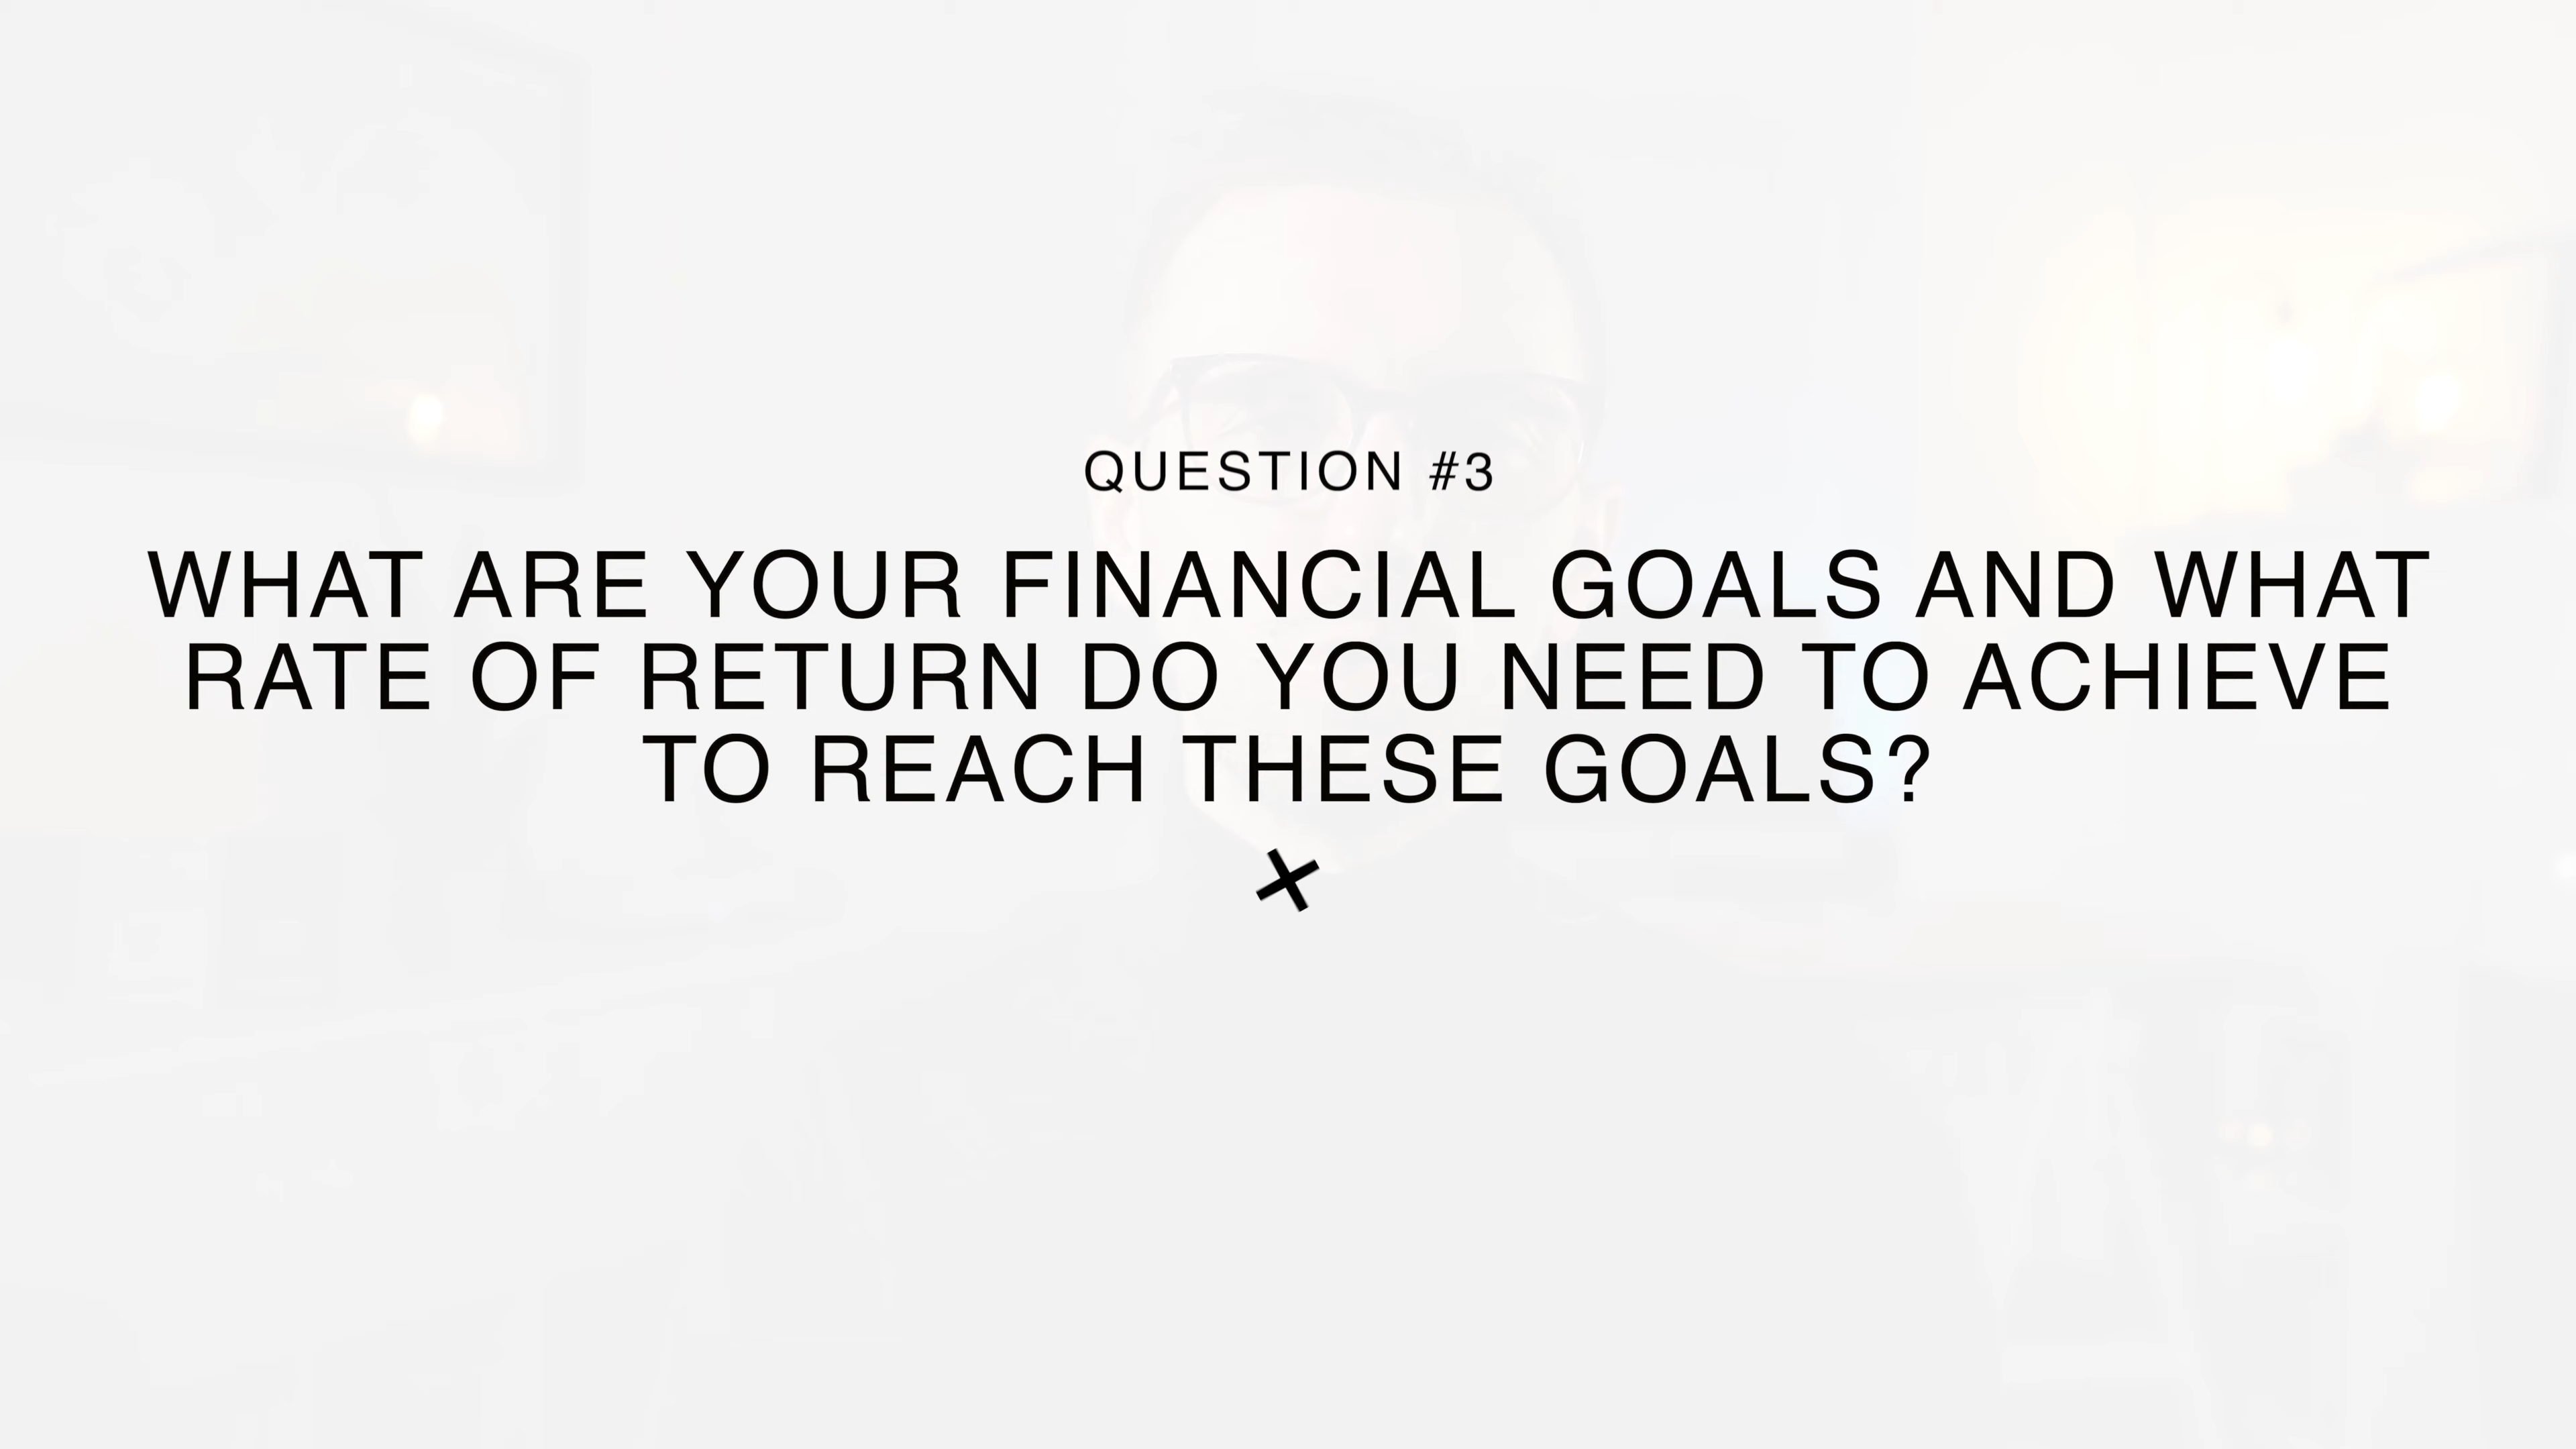 QUESTION #3
WHAT ARE YOUR FINANCIAL GOALS AND WHAT
RATE OF RETURN DO YOU NEED TO ACHIEVE
TO REACH THESE GOALS?